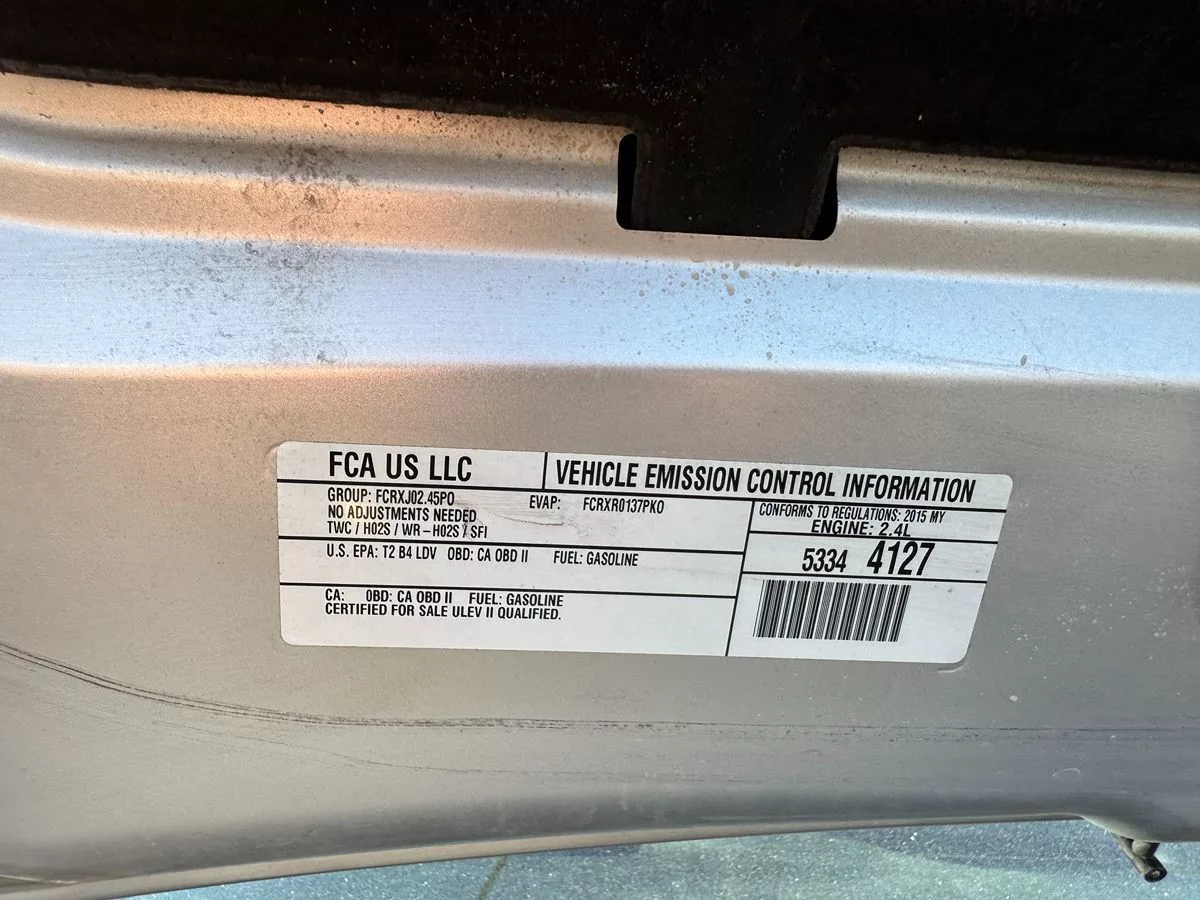 FCA US LLC
VEHICLE EMISSION CONTROL INFORMATION
GROUP: FCRXJ02.45P0 EVAP: FCRXR0137PK0
NO ADJUSTMENTS NEEDED
TWC / H02S / WR-H02S / SFI
CONFORMS TO REGULATIONS: 2015 MY
ENGINE: 2.4L
U.S. EPA: T2 B4 LDV OBD: CA OBD II FUEL: GASOLINE
5334 4127
CA: OBD: CA OBD II FUEL: GASOLINE
CERTIFIED FOR SALE ULEV II QUALIFIED.